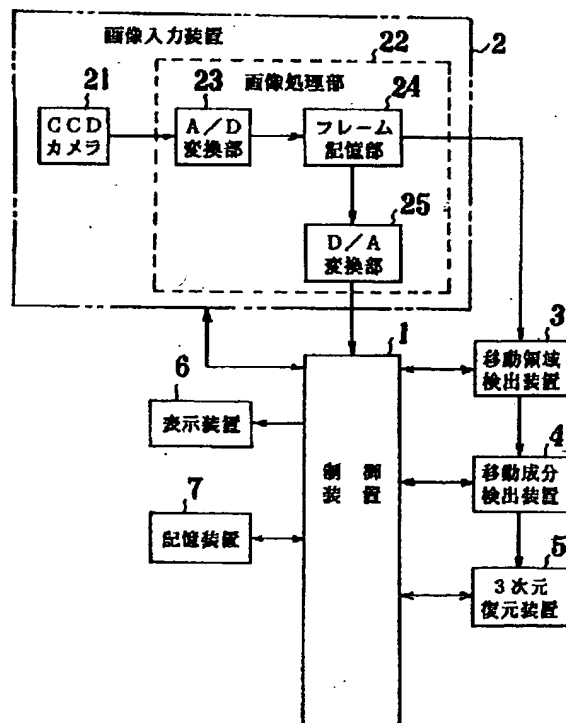 画像入力装置
2
22
21
23
画像処理部
24
CCD
カメラ
A/D
変換部
フレーム
記憶部
25
D/A
変換部
1
3
移動領域
検出装置
6
表示装置
制御
装置
4
移動成分
検出装置
7
記憶装置
5
3次元
復元装置